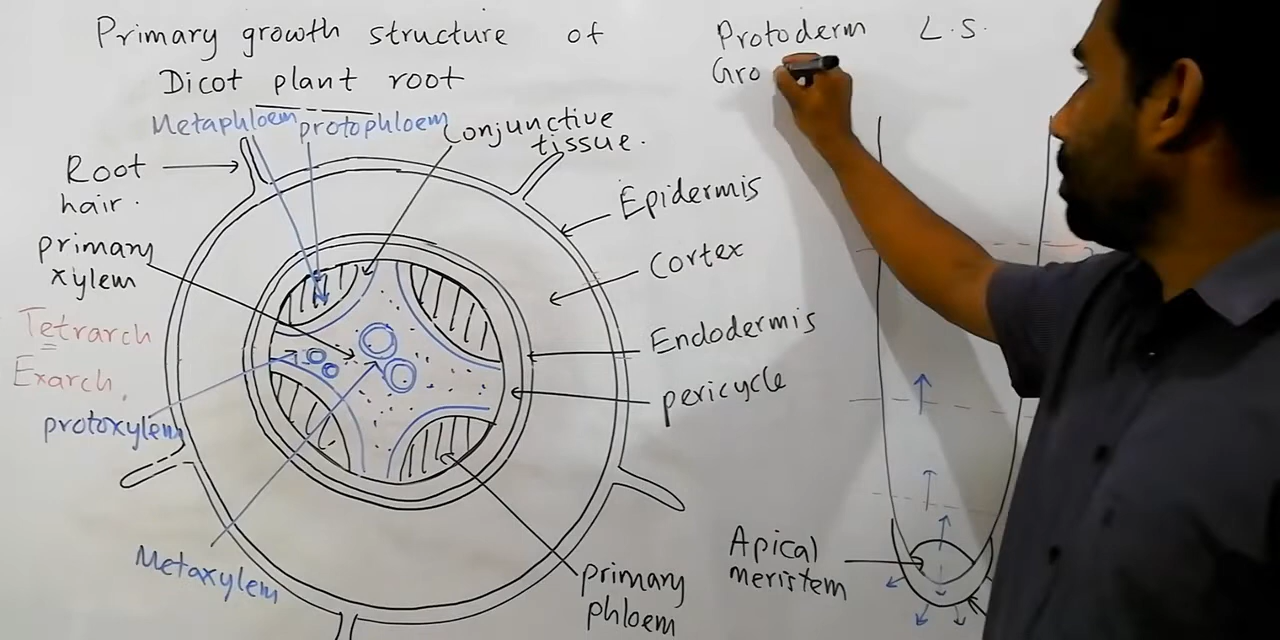 Primary growth structure of
Dicot plant root
Metaphloem protophloem Conjunctive
tissue.
Root
hair.
primary
xylem
Tetrarch
Exarch.
protoxylem
Metaxylem
Epidermis
Cortex
Endodermis
pericycle
primary
phloem
Protoderm L.S.
Gro
Apical
meristem